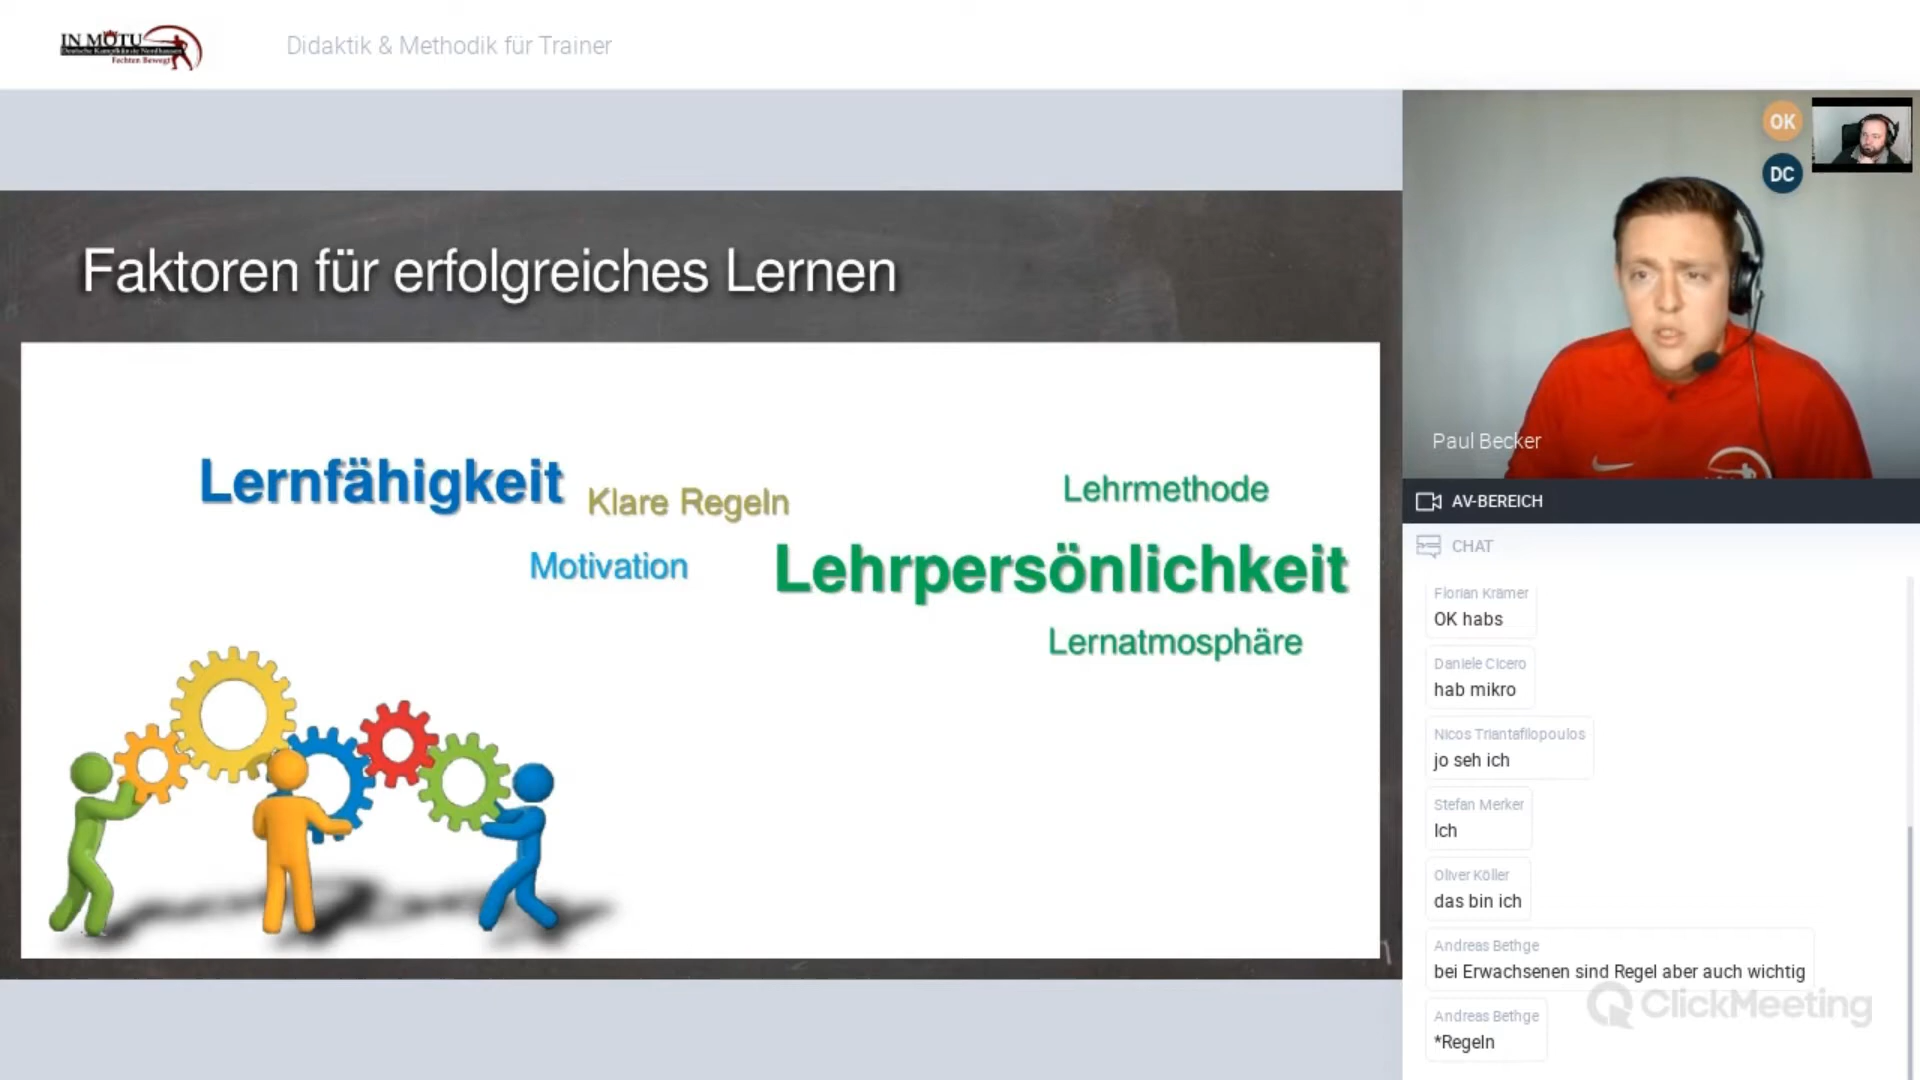 IN MOTU
Deutsche Kampfkünste Nordhausen
Fechten Bewegt
Didaktik & Methodik für Trainer
OK
DC
Faktoren für erfolgreiches Lernen
Lernfähigkeit
Klare Regeln
Lehrmethode
Motivation
Lehrpersönlichkeit
Lernatmosphäre
Paul Becker
AV-BEREICH
CHAT
Florian Krämer
OK habs
Daniele Cicero
hab mikro
Nicos Triantafilopoulos
jo seh ich
Stefan Merker
Ich
Oliver Köller
das bin ich
Andreas Bethge
bei Erwachsenen sind Regel aber auch wichtig
ClickMeeting
Andreas Bethge
*Regeln